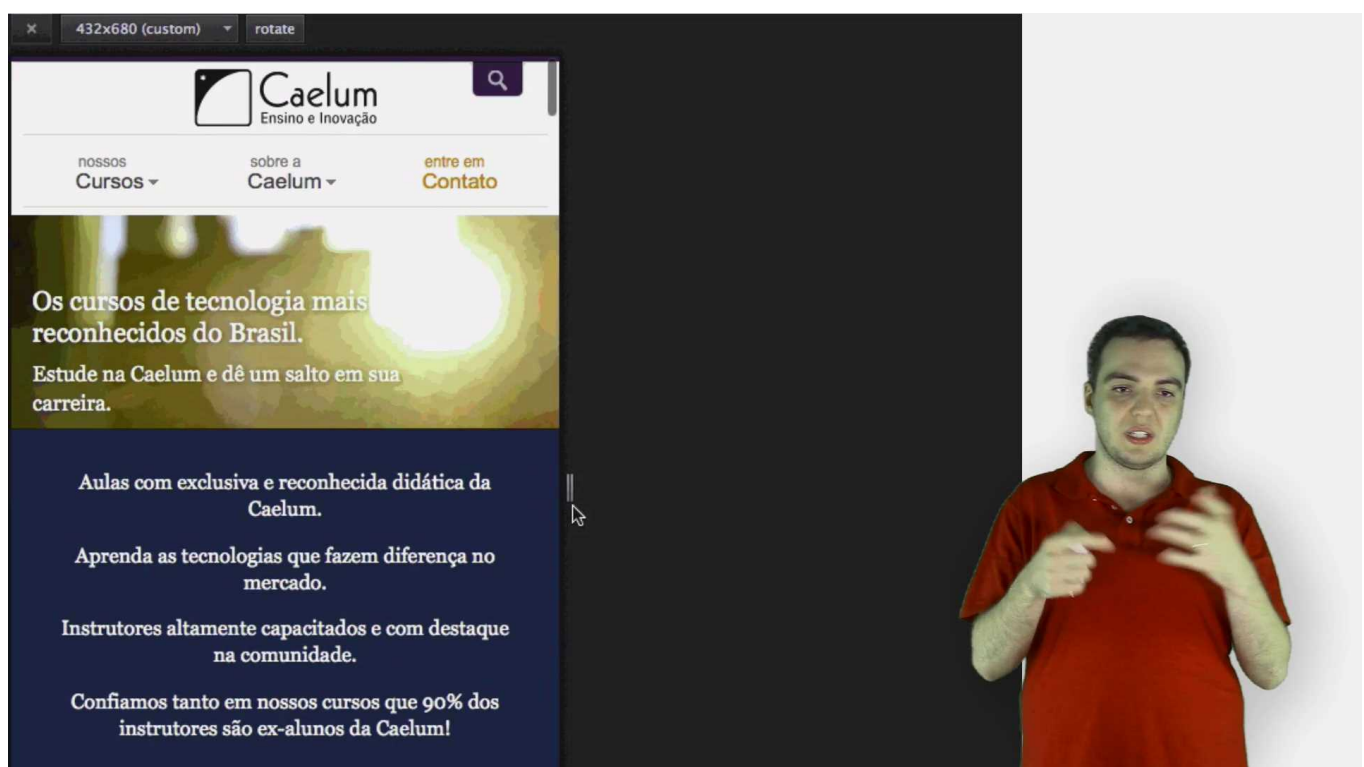 × 432x680 (custom) rotate
Caelum
Ensino e Inovação
nossos sobre a entre em
Cursos Caelum Contato
Os cursos de tecnologia mais
reconhecidos do Brasil.
Estude na Caelum e dê um salto em sua
carreira.
Aulas com exclusiva e reconhecida didática da
Caelum.
Aprenda as tecnologias que fazem diferença no
mercado.
Instrutores altamente capacitados e com destaque
na comunidade.
Confiamos tanto em nossos cursos que 90% dos
instrutores são ex-alunos da Caelum!